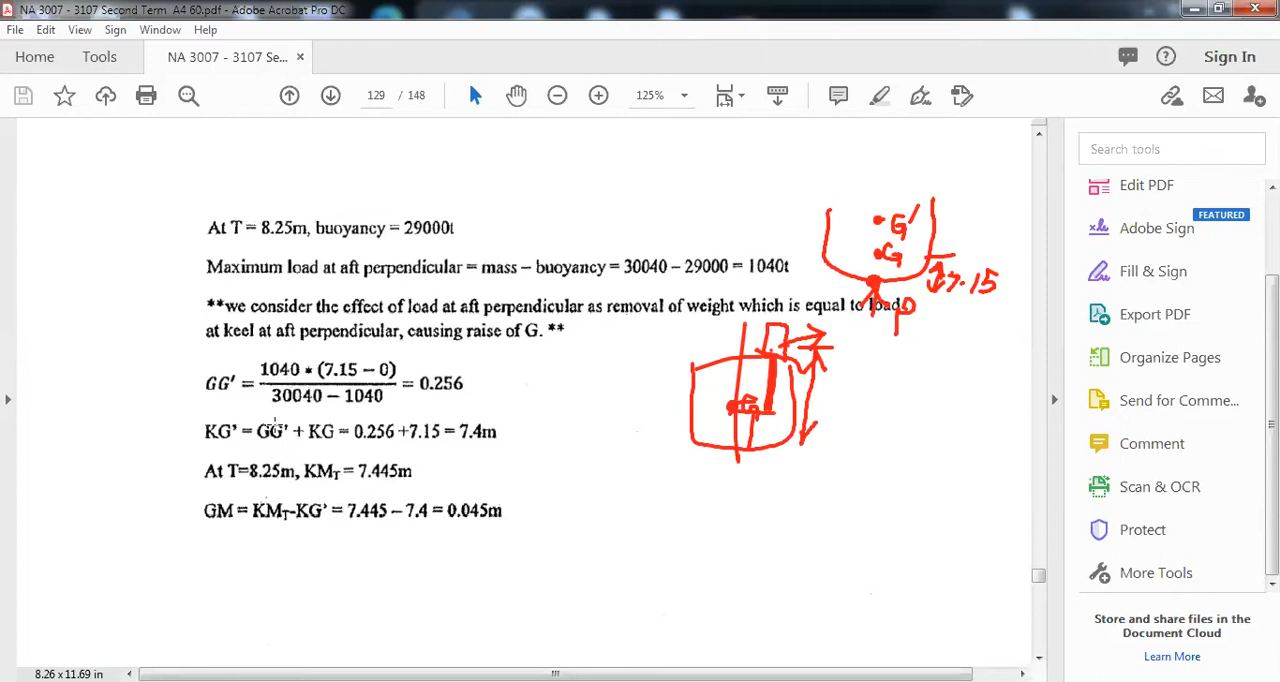 NA 3007 - 3107 Second Term A4 60.pdf - Adobe Acrobat Pro DC
File Edit View Sign Window Help
Home Tools NA 3007 - 3107 Se... × Sign In
129 / 148 125%
At T = 8.25m, buoyancy = 29000t
Maximum load at aft perpendicular = mass – buoyancy = 30040 – 29000 = 1040t
**we consider the effect of load at aft perpendicular as removal of weight which is equal to loads
at keel at aft perpendicular, causing raise of G. **
GG' = 1040 * (7.15 – 0) / 30040 – 1040 = 0.256
KG' = GG' + KG = 0.256 +7.15 = 7.4m
At T=8.25m, KMT = 7.445m
GM = KMT-KG' = 7.445 – 7.4 = 0.045m
G'
G
7.15
P
G
Search tools
Edit PDF
FEATURED
Adobe Sign
Fill & Sign
Export PDF
Organize Pages
Send for Comme...
Comment
Scan & OCR
Protect
More Tools
Store and share files in the
Document Cloud
Learn More
8.26 x 11.69 in